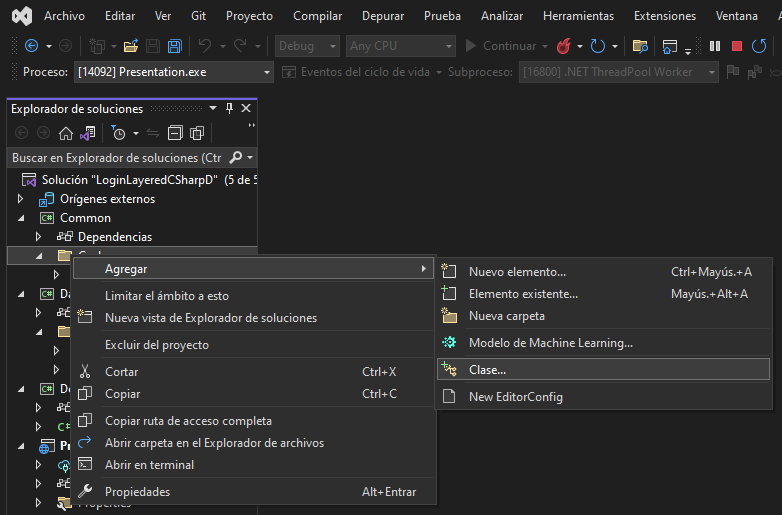 Archivo Editar Ver Git Proyecto Compilar Depurar Prueba Analizar Herramientas Extensiones Ventana
Debug Any CPU Continuar
Proceso: [14092] Presentation.exe Eventos del ciclo de vida Subproceso: [16800] .NET ThreadPool Worker
Explorador de soluciones
Buscar en Explorador de soluciones (Ctr
Solución "LoginLayeredCSharpD" (5 de 5
Orígenes externos
C# Common
Dependencias
Agregar
Limitar el ámbito a esto
Nueva vista de Explorador de soluciones
Excluir del proyecto
Cortar Ctrl+X
Copiar Ctrl+C
Copiar ruta de acceso completa
Abrir carpeta en el Explorador de archivos
Abrir en terminal
Propiedades Alt+Entrar
Nuevo elemento... Ctrl+Mayús.+A
Elemento existente... Mayús.+Alt+A
Nueva carpeta
Modelo de Machine Learning...
Clase...
New EditorConfig
C# Da
C# Do
C#
Pr
Properties